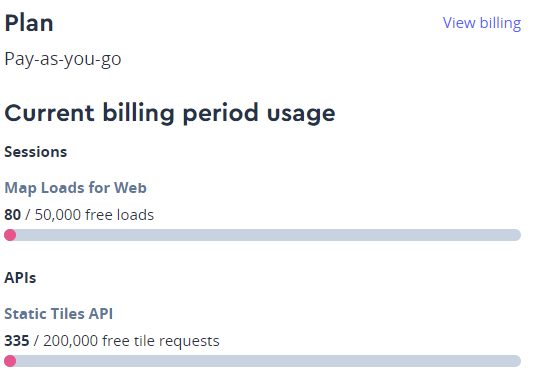 Plan
View billing
Pay-as-you-go
Current billing period usage
Sessions
Map Loads for Web
80 / 50,000 free loads
APIs
Static Tiles API
335 / 200,000 free tile requests